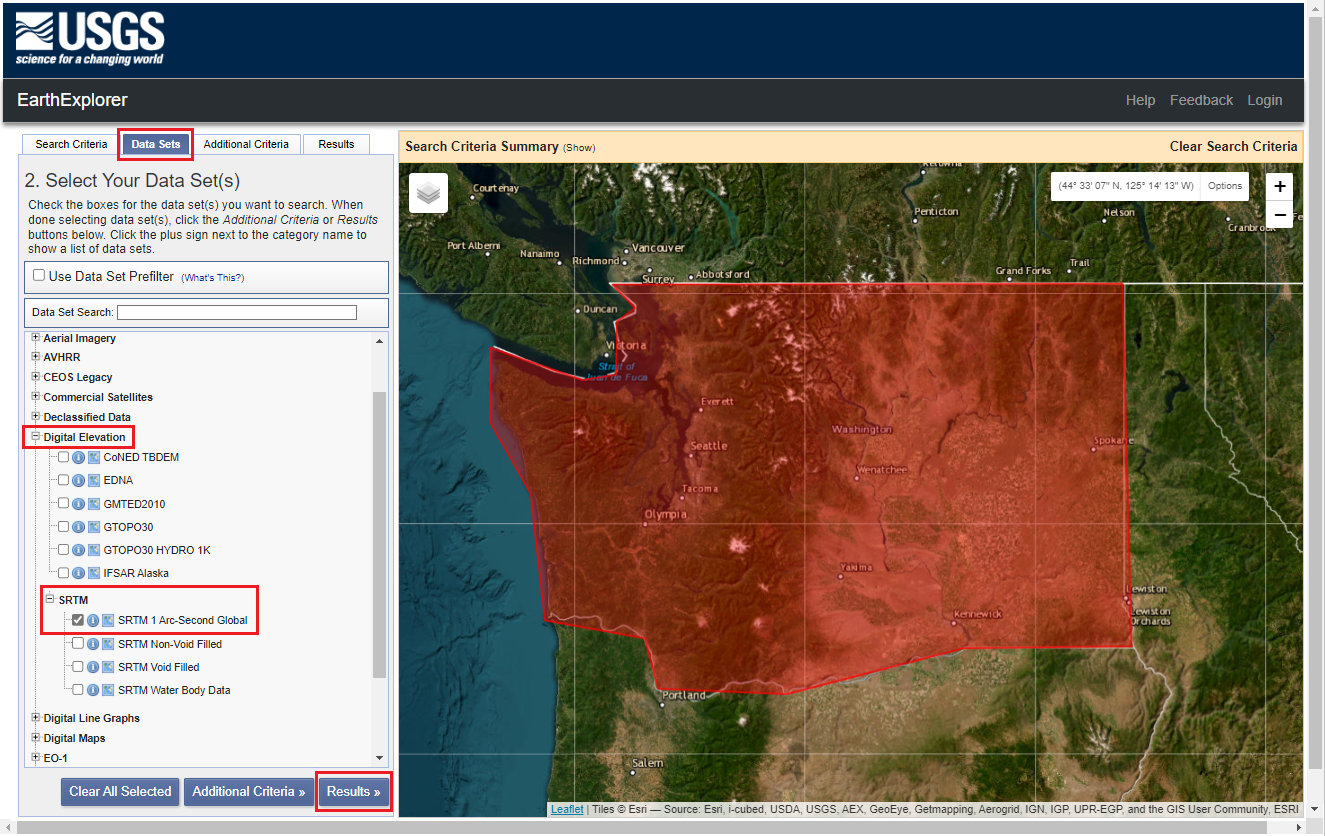 USGS
science for a changing world
EarthExplorer
Help Feedback Login
Search Criteria Data Sets Additional Criteria Results
2. Select Your Data Set(s)
Check the boxes for the data set(s) you want to search. When
done selecting data set(s), click the Additional Criteria or Results
buttons below. Click the plus sign next to the category name to
show a list of data sets.
Use Data Set Prefilter (What's This?)
Data Set Search:
Aerial Imagery
AVHRR
CEOS Legacy
Commercial Satellites
Declassified Data
Digital Elevation
CoNED TBDEM
EDNA
GMTED2010
GTOPO30
GTOPO30 HYDRO 1K
IFSAR Alaska
SRTM
SRTM 1 Arc-Second Global
SRTM Non-Void Filled
SRTM Void Filled
SRTM Water Body Data
Digital Line Graphs
Digital Maps
EO-1
Clear All Selected Additional Criteria » Results »
Search Criteria Summary (Show) Clear Search Criteria
(44° 33' 07" N, 125° 14' 13" W) Options
+
−
Courtenay
Penticton
Nelson
Cranbrook
Port Alberni
Nanaimo
Vancouver
Richmond
Surrey
Abbotsford
Grand Forks
Trail
Duncan
Victoria
Strait of
Juan de Fuca
Everett
Washington
Spokane
Seattle
Wenatchee
Tacoma
Olympia
Yakima
Lewiston
Kennewick
Lewiston
Orchards
Portland
Salem
Leaflet | Tiles © Esri — Source: Esri, i-cubed, USDA, USGS, AEX, GeoEye, Getmapping, Aerogrid, IGN, IGP, UPR-EGP, and the GIS User Community, ESRI